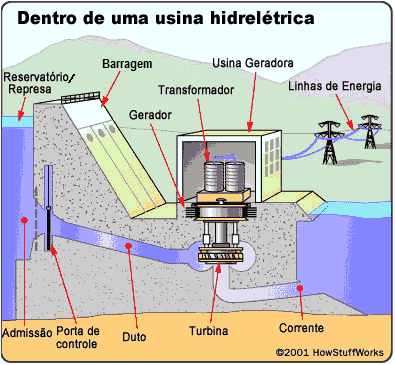 Dentro de uma usina hidrelétrica
Reservatório/
Represa
Barragem
Usina Geradora
Transformador
Linhas de Energia
Gerador
Admissão
Porta de
controle
Duto
Turbina
Corrente
©2001 HowStuffWorks